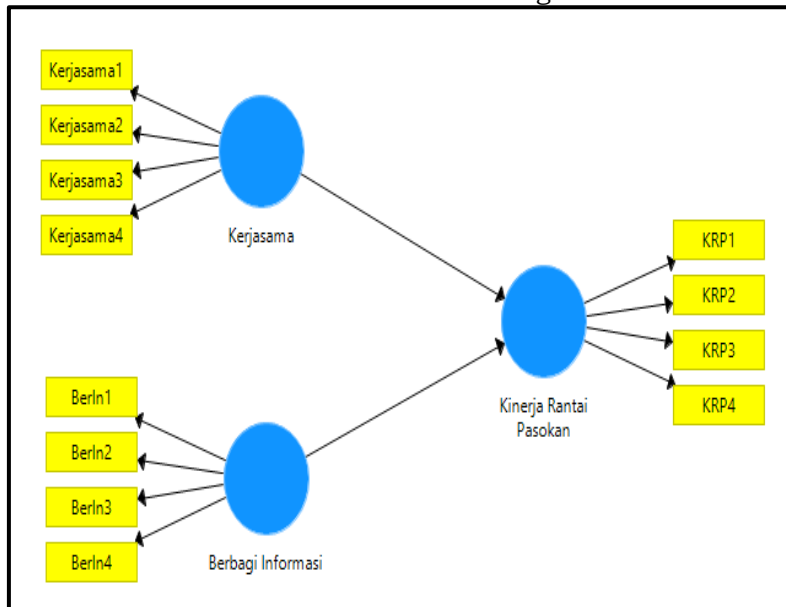 Kerjasama1
Kerjasama2
Kerjasama3
Kerjasama4
Kerjasama
KRP1
KRP2
KRP3
KRP4
Kinerja Rantai
Pasokan
BerIn1
BerIn2
BerIn3
BerIn4
Berbagi Informasi